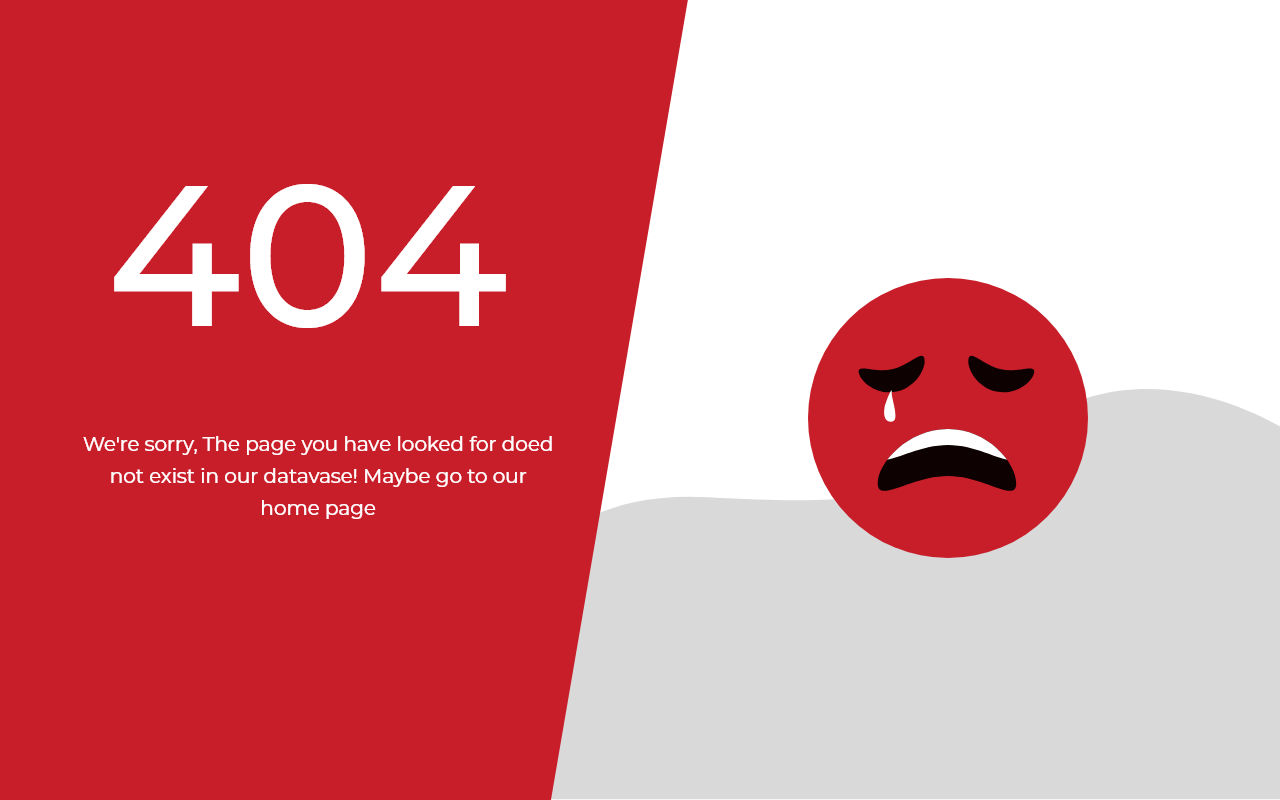 404
We're sorry, The page you have looked for doed
not exist in our datavase! Maybe go to our
home page